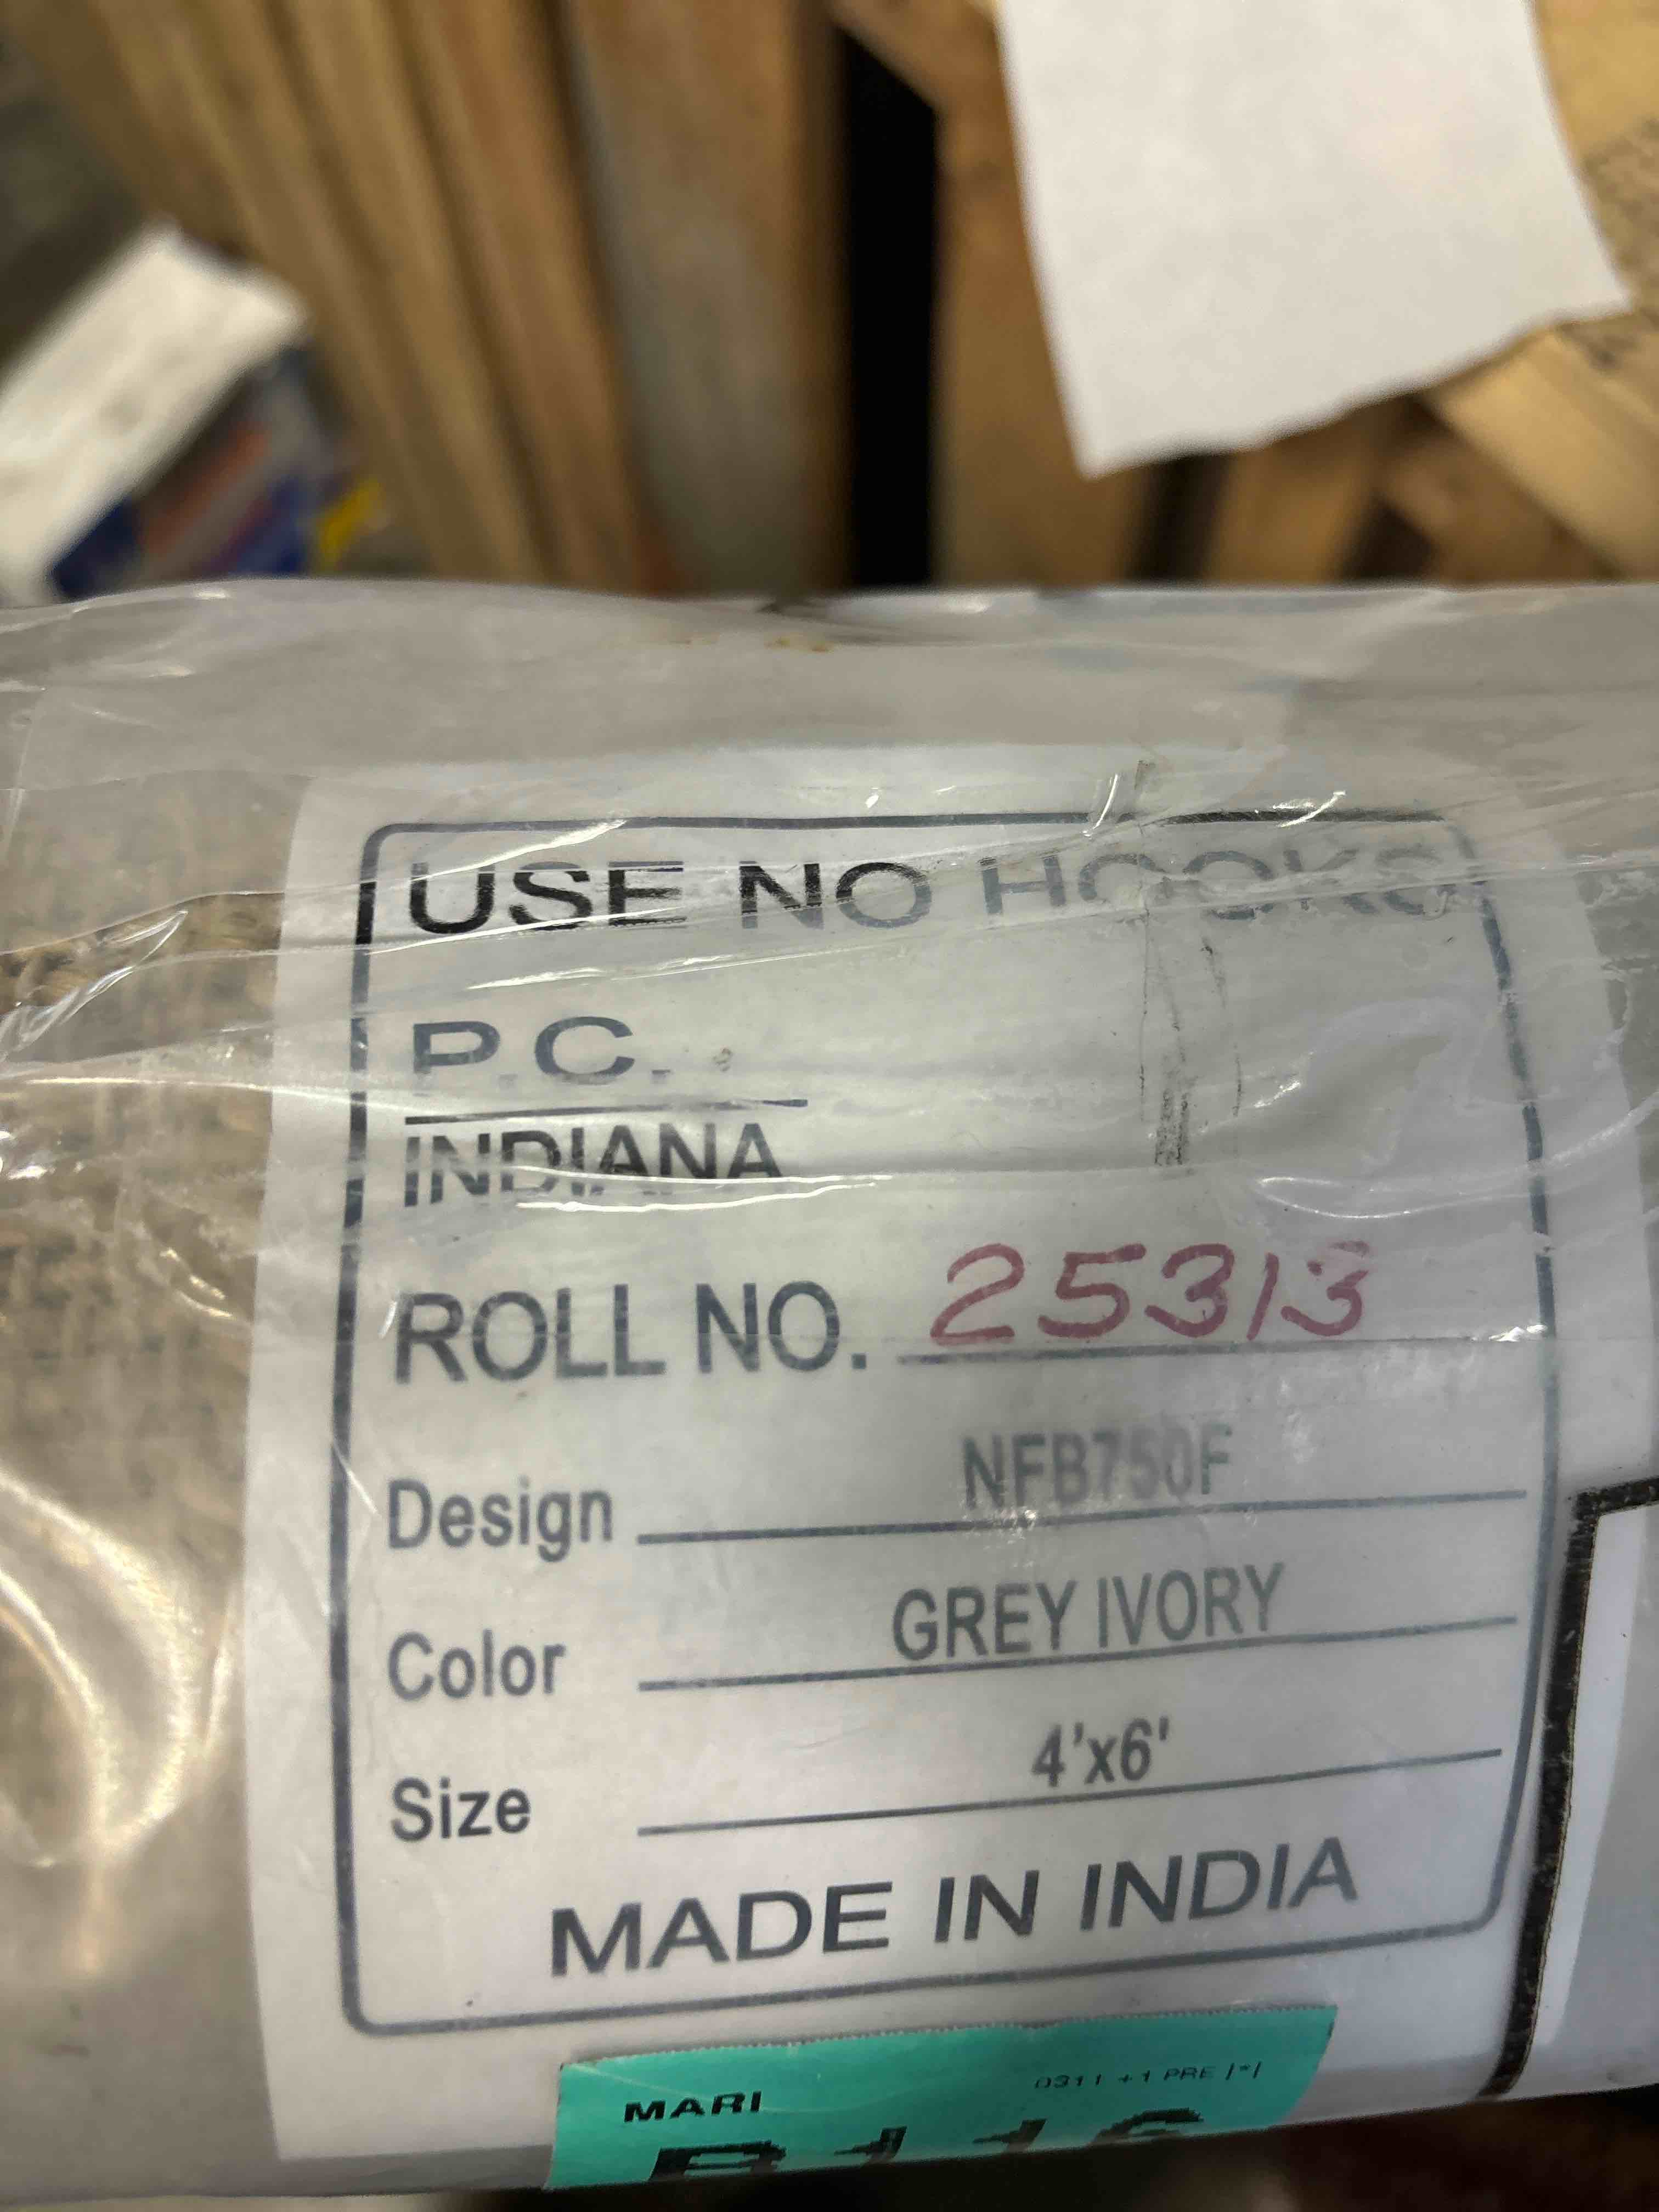 USE NO HOOKS
P.C.
INDIANA
ROLL NO. 25313
Design NFB750F
Color GREY IVORY
Size 4'x6'
MADE IN INDIA
MARI